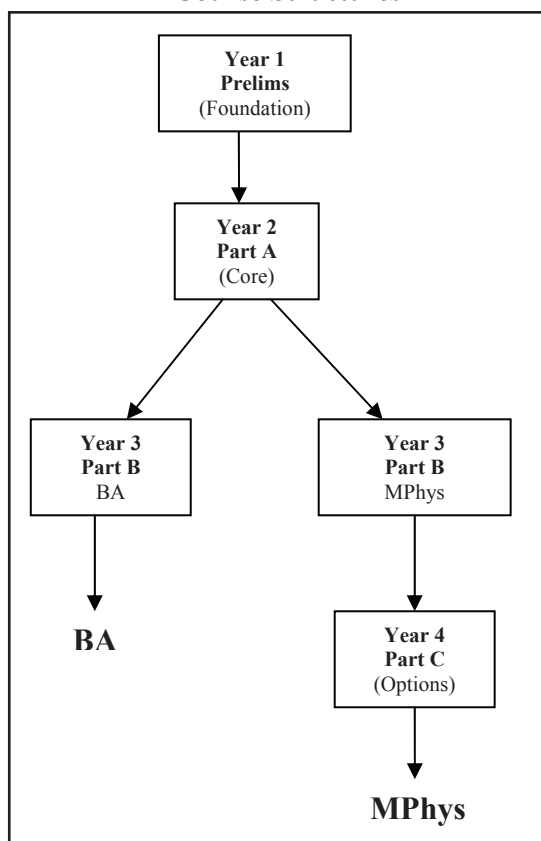 Year 1
Prelims
(Foundation)
Year 2
Part A
(Core)
Year 3
Part B
BA
Year 3
Part B
MPhys
BA
Year 4
Part C
(Options)
MPhys